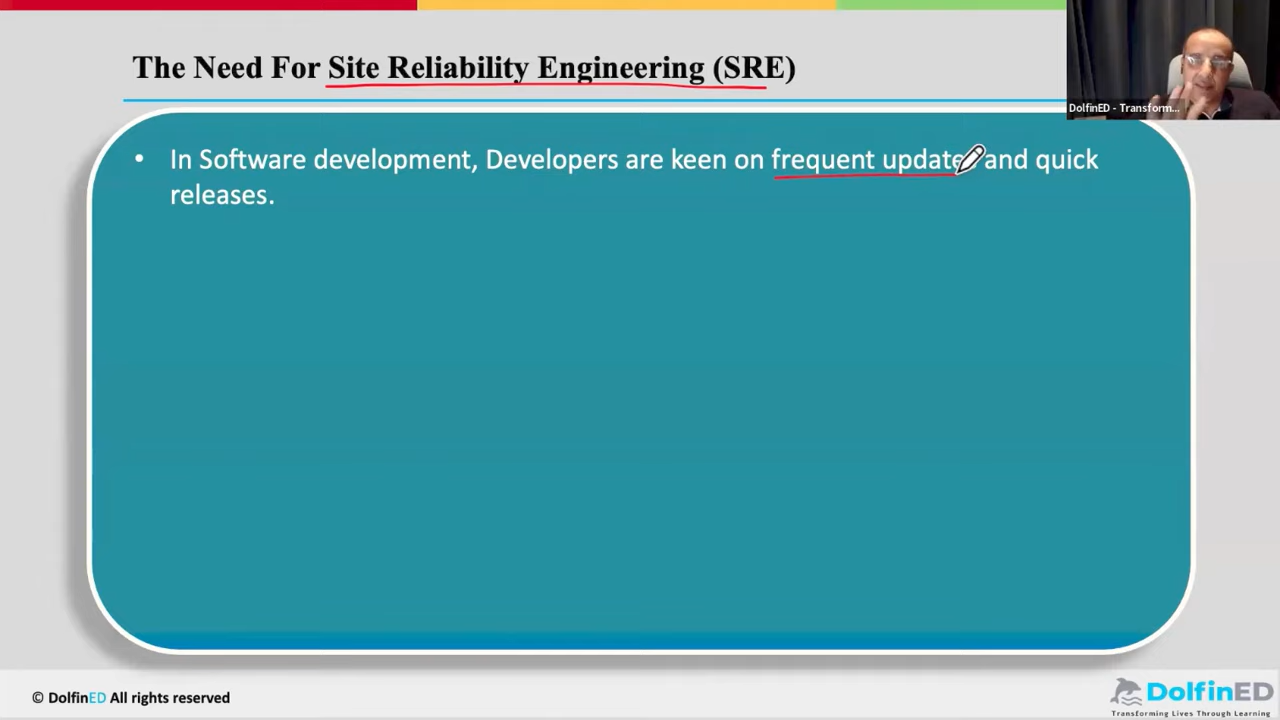 The Need For Site Reliability Engineering (SRE)
DolfinED - Transform...
• In Software development, Developers are keen on frequent update and quick
releases.
© DolfinED All rights reserved
DolfinED
Transforming Lives Through Learning